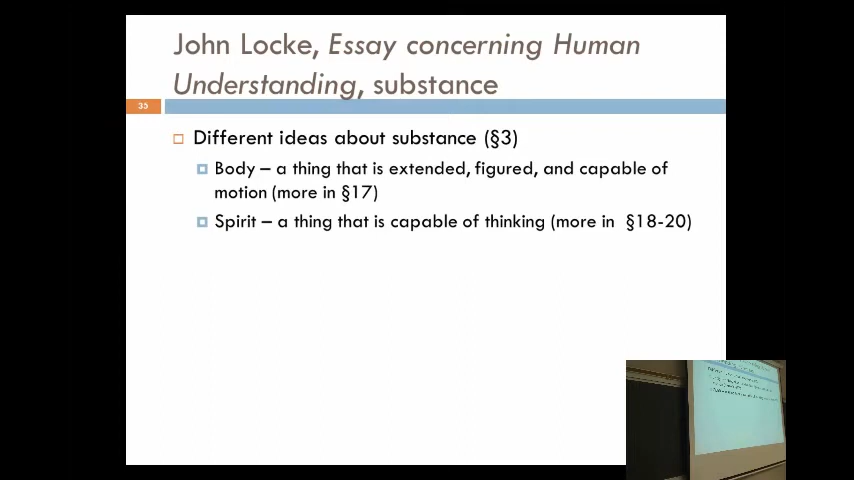 John Locke, Essay concerning Human
Understanding, substance
35
Different ideas about substance (§3)
Body – a thing that is extended, figured, and capable of
motion (more in §17)
Spirit – a thing that is capable of thinking (more in §18-20)